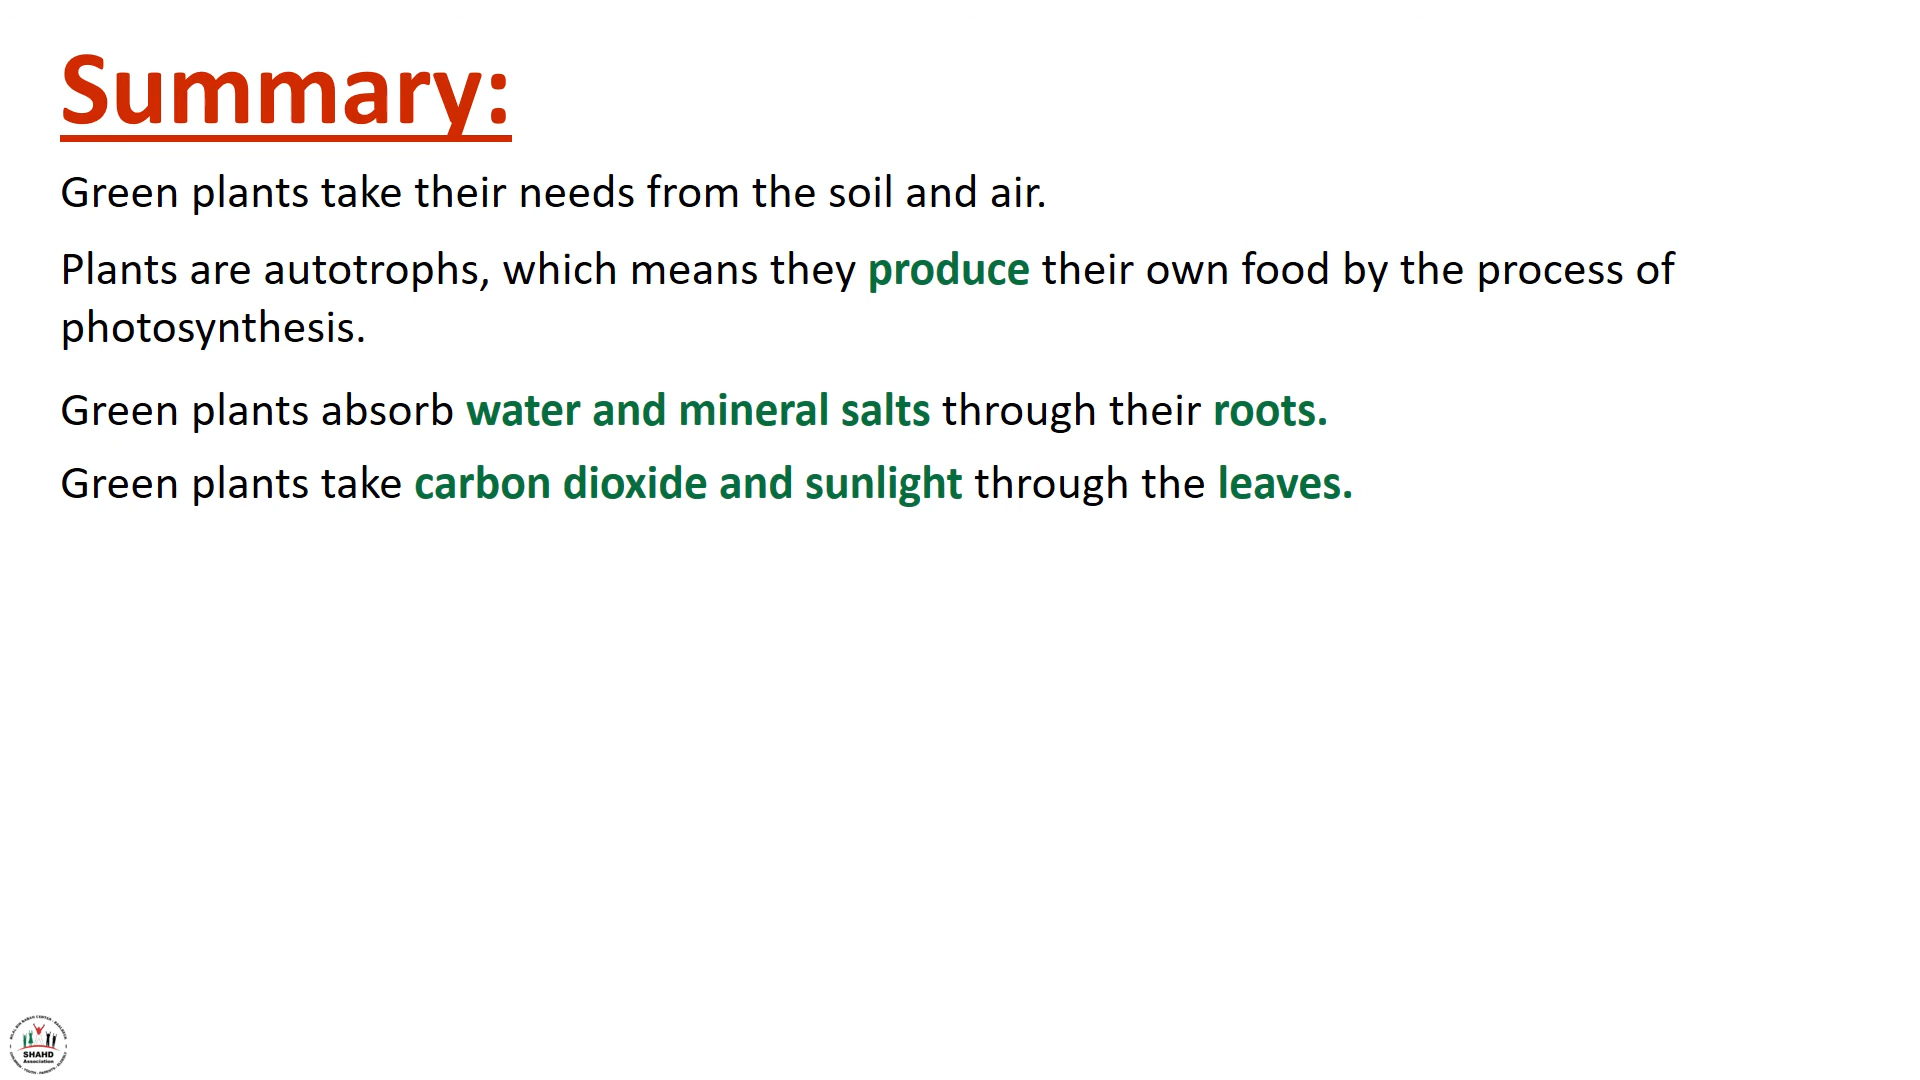 Summary:
Green plants take their needs from the soil and air.
Plants are autotrophs, which means they produce their own food by the process of
photosynthesis.
Green plants absorb water and mineral salts through their roots.
Green plants take carbon dioxide and sunlight through the leaves.
SHAHD
Association